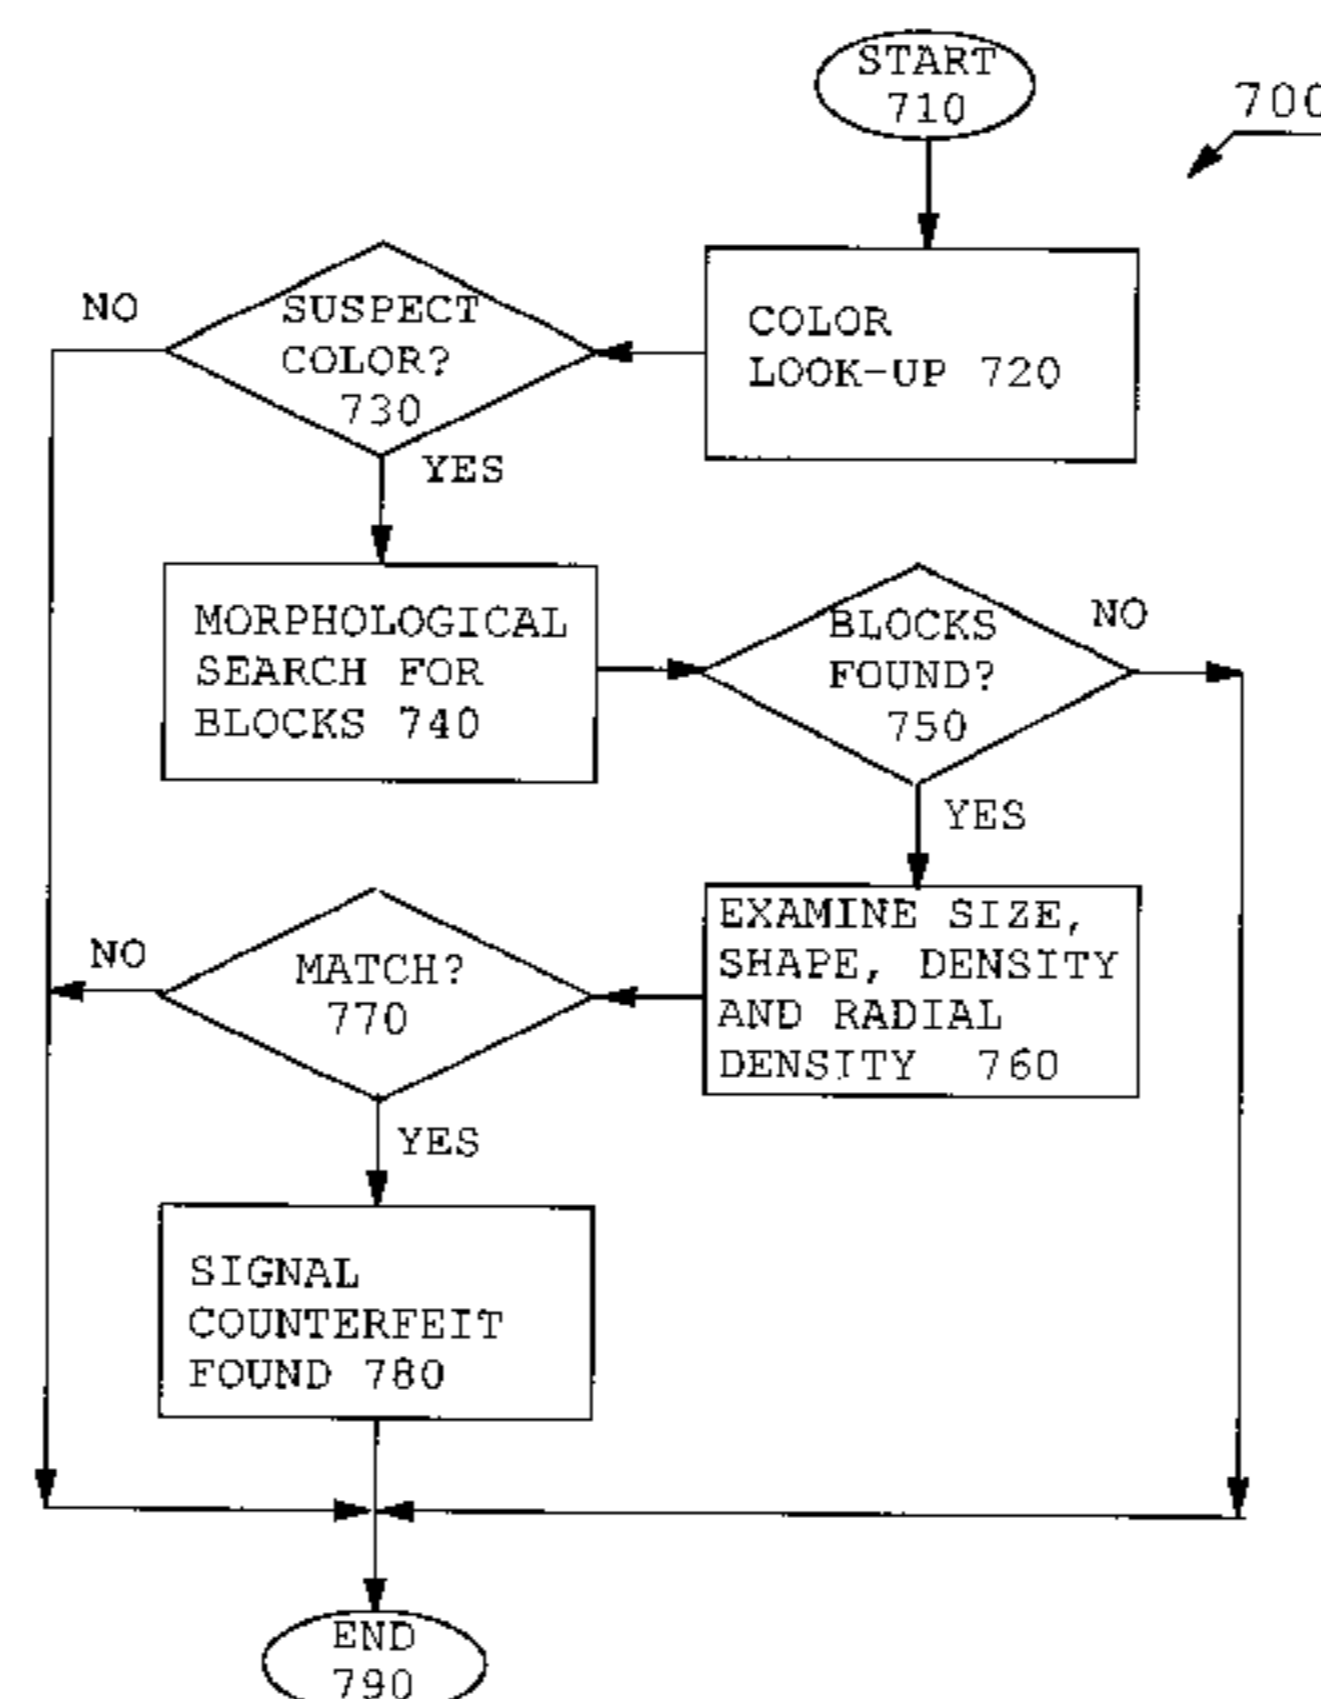 START
710
700
COLOR
LOOK-UP 720
SUSPECT
COLOR?
730
NO
YES
MORPHOLOGICAL
SEARCH FOR
BLOCKS 740
BLOCKS
FOUND?
750
NO
YES
EXAMINE SIZE,
SHAPE, DENSITY
AND RADIAL
DENSITY 760
MATCH?
770
NO
YES
SIGNAL
COUNTERFEIT
FOUND 780
END
790